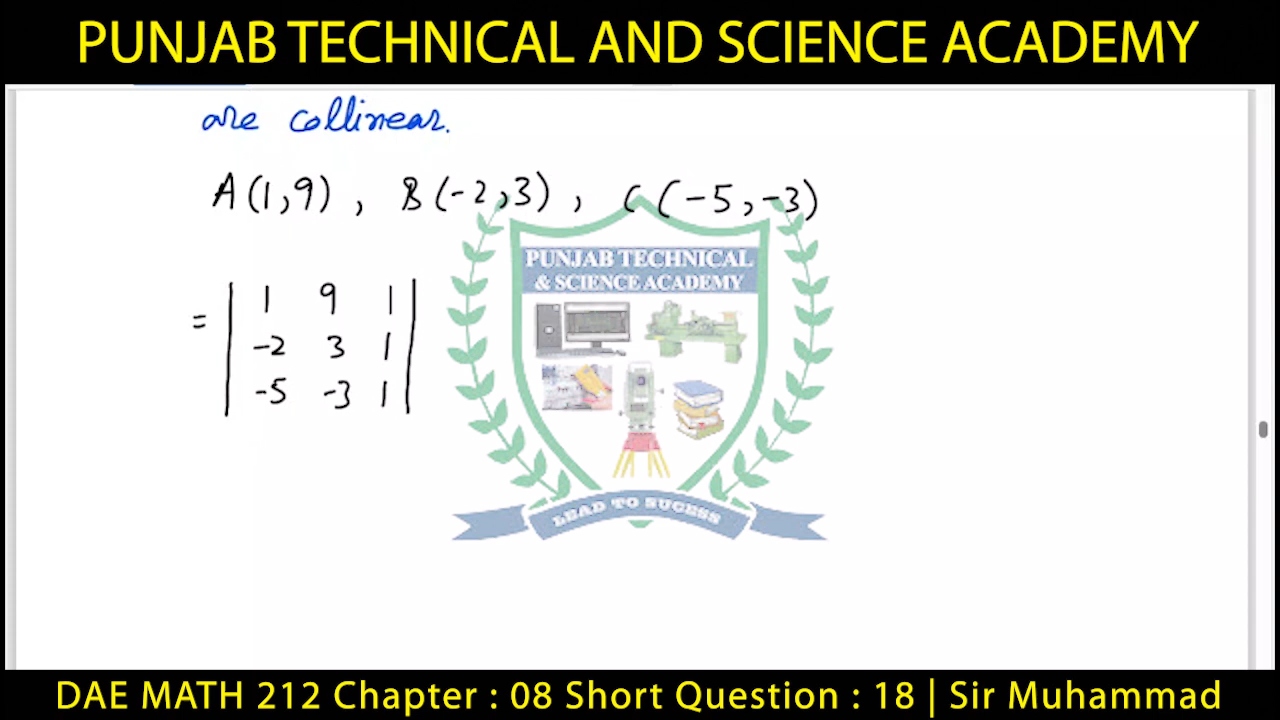 PUNJAB TECHNICAL AND SCIENCE ACADEMY
are collinear.
A(1,9) , B(-2,3) , C(-5,-3)
PUNJAB TECHNICAL
& SCIENCE ACADEMY
= | 1 9 1 |
| -2 3 1 |
| -5 -3 1 |
LEAD TO SUCESS
DAE MATH 212 Chapter : 08 Short Question : 18 | Sir Muhammad